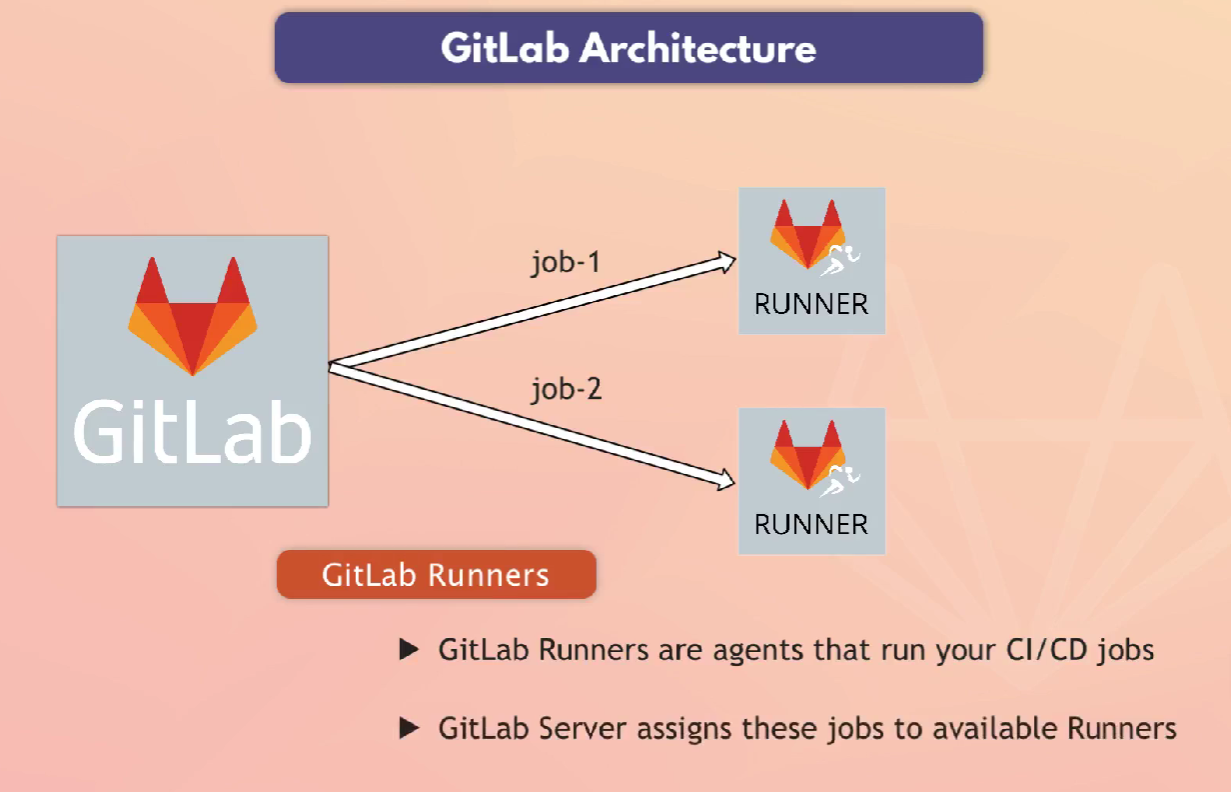 GitLab Architecture
job-1
RUNNER
GitLab
job-2
RUNNER
GitLab Runners
▶ GitLab Runners are agents that run your CI/CD jobs
▶ GitLab Server assigns these jobs to available Runners